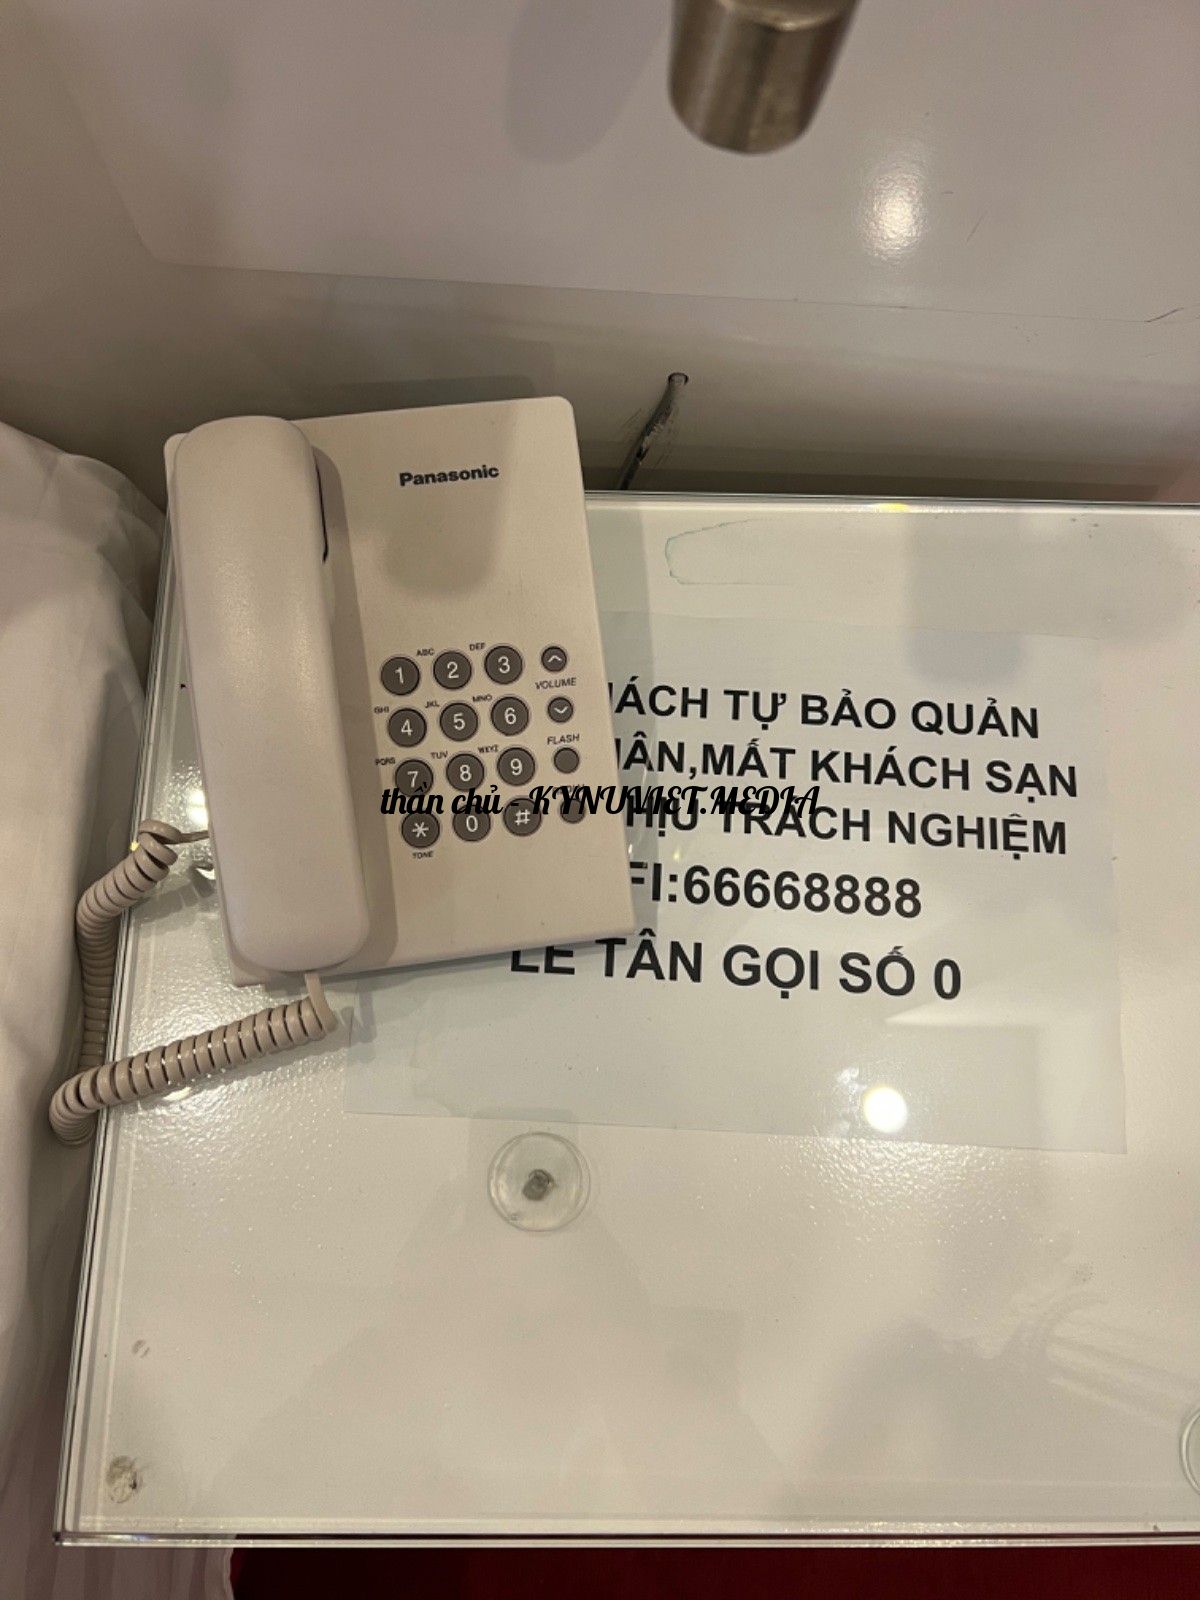 Panasonic
1 ABC 2 DEF 3
VOLUME
GHI 4 JKL 5 MNO 6
FLASH
PQRS 7 TUV 8 WXYZ 9
* 0 #
TONE
thần chủ - KYNUVIET.MEDIA
HÁCH TỰ BẢO QUẢN
HÂN,MẤT KHÁCH SẠN
HỊU TRÁCH NGHIỆM
FI:66668888
LỄ TÂN GỌI SỐ 0